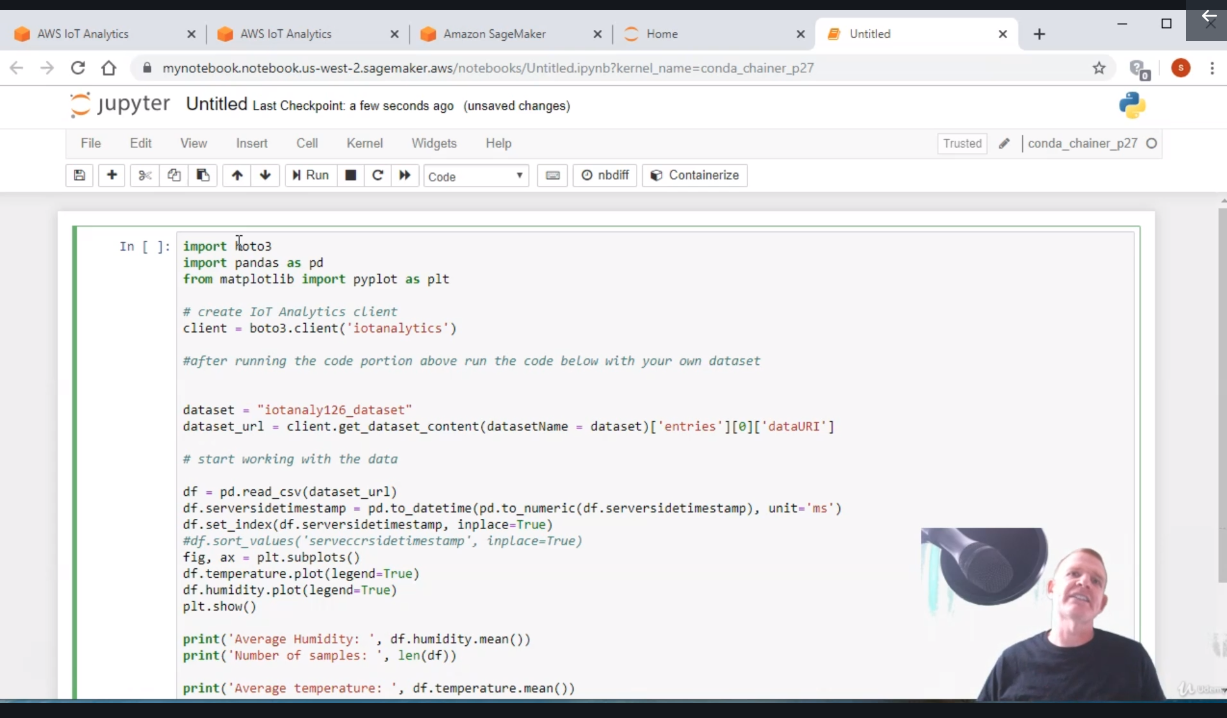 AWS IoT Analytics
AWS IoT Analytics
Amazon SageMaker
Home
Untitled
mynotebook.notebook.us-west-2.sagemaker.aws/notebooks/Untitled.ipynb?kernel_name=conda_chainer_p27
0
S
jupyter Untitled Last Checkpoint: a few seconds ago (unsaved changes)
File Edit View Insert Cell Kernel Widgets Help
Trusted
conda_chainer_p27
Run
Code
nbdiff
Containerize
In [ ]: import boto3
import pandas as pd
from matplotlib import pyplot as plt
# create IoT Analytics client
client = boto3.client('iotanalytics')
#after running the code portion above run the code below with your own dataset
dataset = "iotanaly126_dataset"
dataset_url = client.get_dataset_content(datasetName = dataset)['entries'][0]['dataURI']
# start working with the data
df = pd.read_csv(dataset_url)
df.serversidetimestamp = pd.to_datetime(pd.to_numeric(df.serversidetimestamp), unit='ms')
df.set_index(df.serversidetimestamp, inplace=True)
#df.sort_values('serveccrsidetimestamp', inplace=True)
fig, ax = plt.subplots()
df.temperature.plot(legend=True)
df.humidity.plot(legend=True)
plt.show()
print('Average Humidity: ', df.humidity.mean())
print('Number of samples: ', len(df))
print('Average temperature: ', df.temperature.mean())